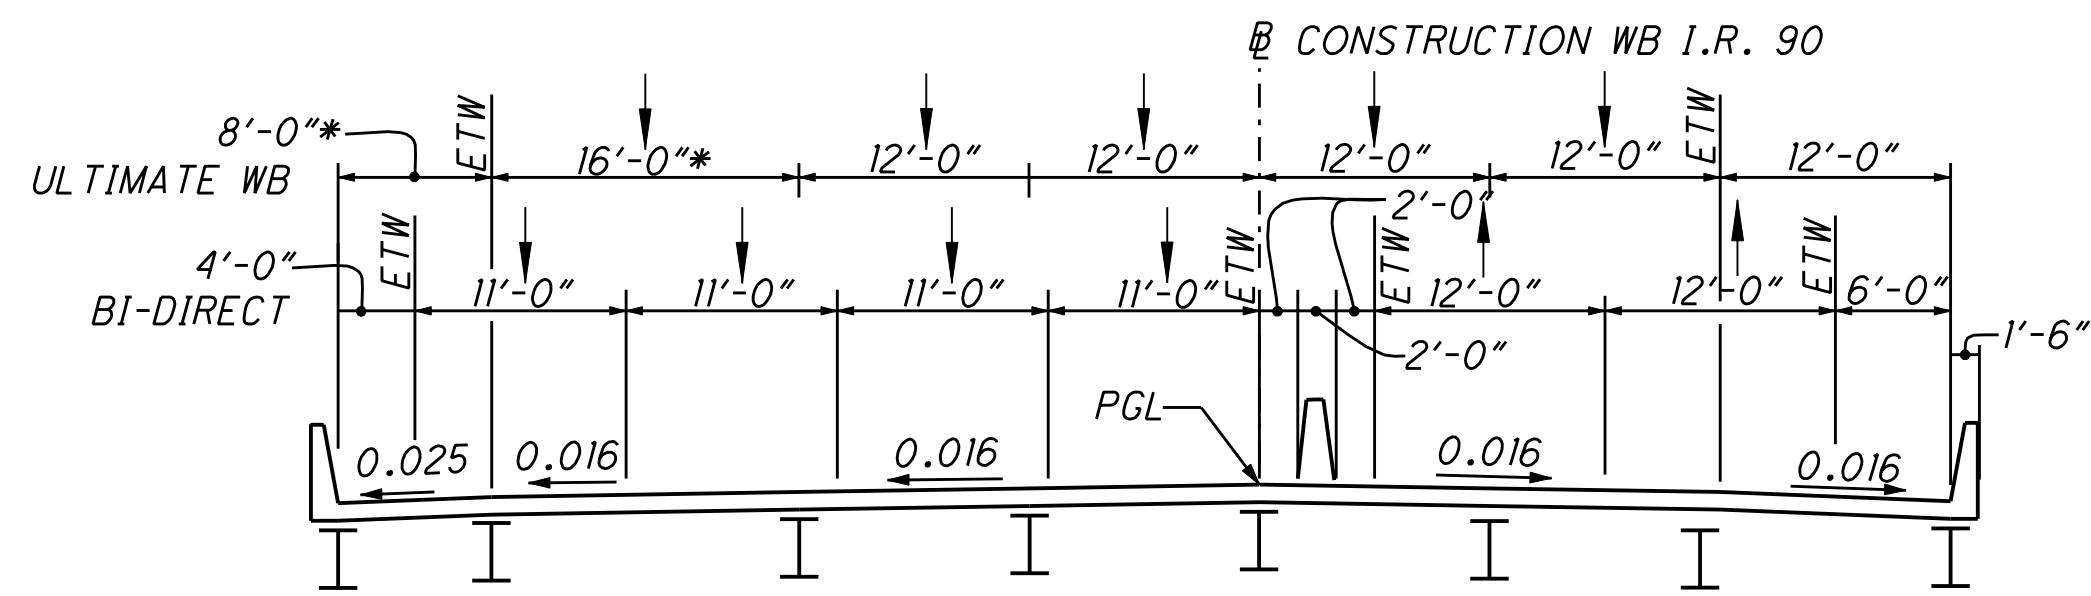 ℄ CONSTRUCTION WB I.R. 90
8'-0"*
ETW
16'-0"*
12'-0"
12'-0"
12'-0"
12'-0"
ETW
12'-0"
ULTIMATE WB
2'-0"
4'-0"
ETW
11'-0"
11'-0"
11'-0"
11'-0"
ETW
ETW
12'-0"
12'-0"
ETW
6'-0"
BI-DIRECT
1'-6"
2'-0"
PGL
0.025
0.016
0.016
0.016
0.016